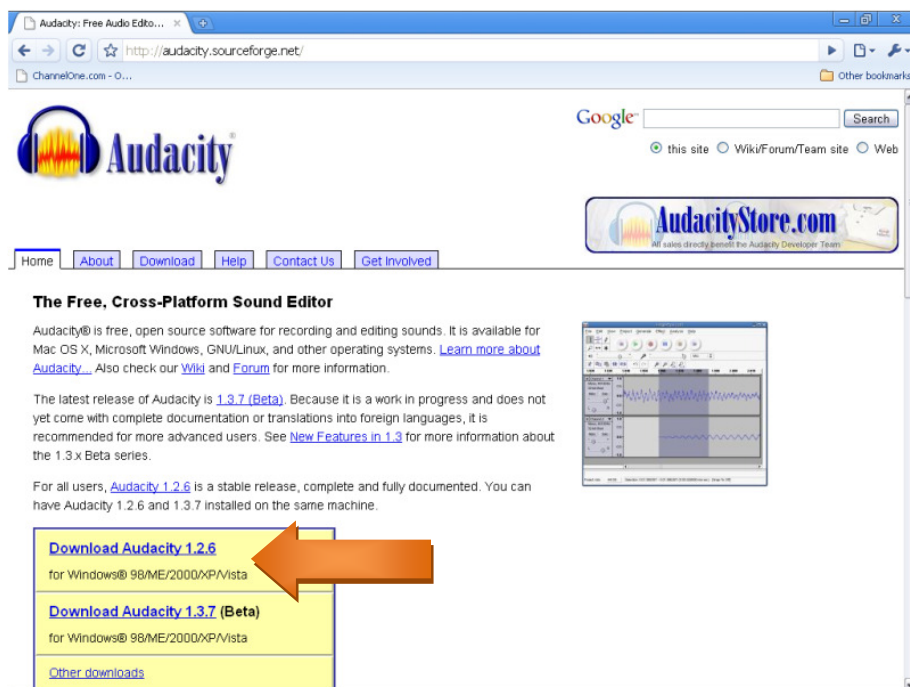 Audacity: Free Audio Edito...
http://audacity.sourceforge.net/
ChannelOne.com - O...
Other bookmarks
Audacity®
Google™
Search
this site Wiki/Forum/Team site Web
AudacityStore.com
All sales directly benefit the Audacity Developer Team
Home About Download Help Contact Us Get Involved
The Free, Cross-Platform Sound Editor
Audacity® is free, open source software for recording and editing sounds. It is available for
Mac OS X, Microsoft Windows, GNU/Linux, and other operating systems. Learn more about
Audacity... Also check our Wiki and Forum for more information.
The latest release of Audacity is 1.3.7 (Beta). Because it is a work in progress and does not
yet come with complete documentation or translations into foreign languages, it is
recommended for more advanced users. See New Features in 1.3 for more information about
the 1.3.x Beta series.
For all users, Audacity 1.2.6 is a stable release, complete and fully documented. You can
have Audacity 1.2.6 and 1.3.7 installed on the same machine.
Download Audacity 1.2.6
for Windows® 98/ME/2000/XP/Vista
Download Audacity 1.3.7 (Beta)
for Windows® 98/ME/2000/XP/Vista
Other downloads